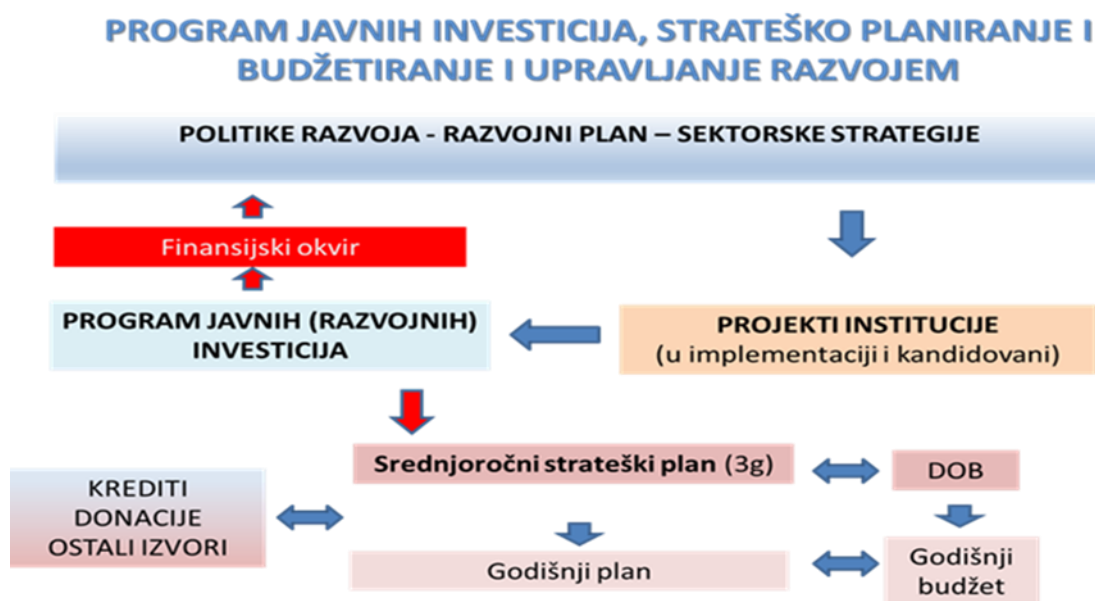 PROGRAM JAVNIH INVESTICIJA, STRATEŠKO PLANIRANJE I
BUDŽETIRANJE I UPRAVLJANJE RAZVOJEM
POLITIKE RAZVOJA - RAZVOJNI PLAN – SEKTORSKE STRATEGIJE
Finansijski okvir
PROGRAM JAVNIH (RAZVOJNIH)
INVESTICIJA
PROJEKTI INSTITUCIJE
(u implementaciji i kandidovani)
Srednjoročni strateški plan (3g)
DOB
KREDITI
DONACIJE
OSTALI IZVORI
Godišnji plan
Godišnji
budžet